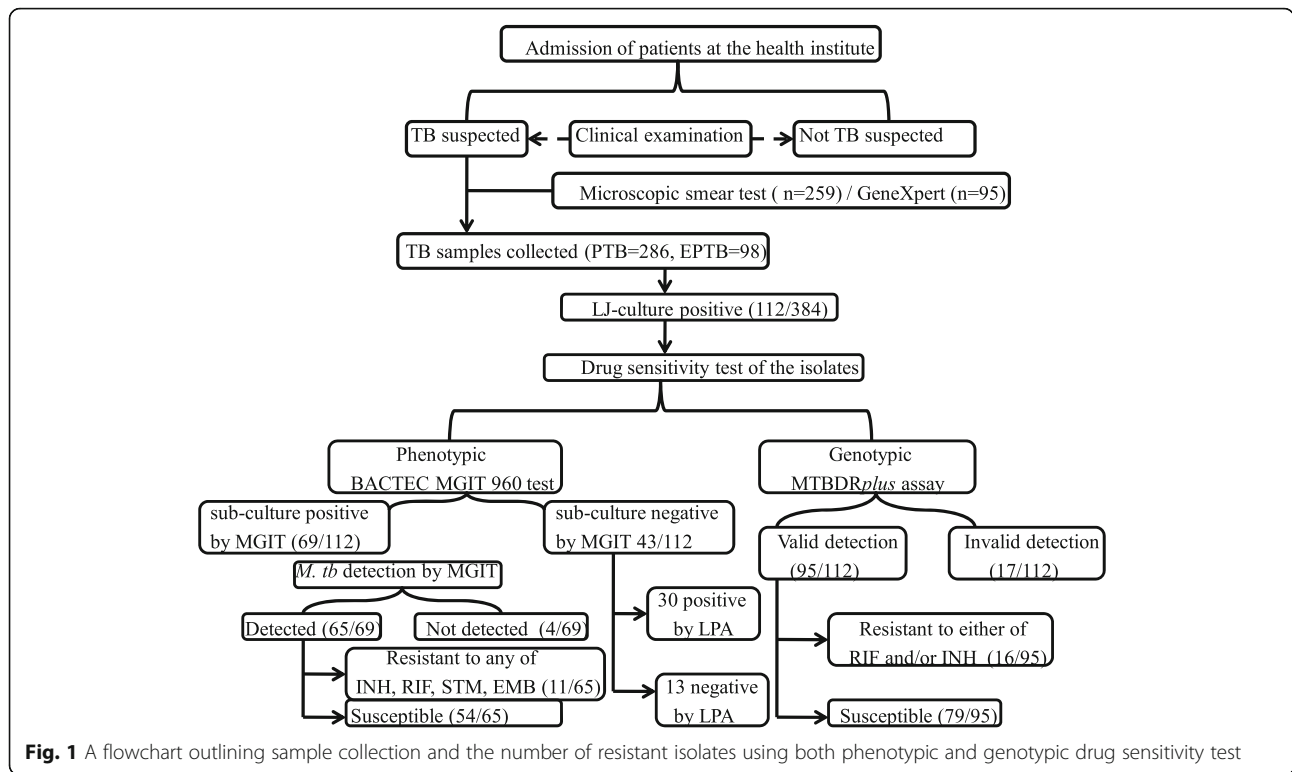 Admission of patients at the health institute
TB suspected
Clinical examination
Not TB suspected
Microscopic smear test ( n=259) / GeneXpert (n=95)
TB samples collected (PTB=286, EPTB=98)
LJ-culture positive (112/384)
Drug sensitivity test of the isolates
Phenotypic
BACTEC MGIT 960 test
Genotypic
MTBDRplus assay
sub-culture positive
by MGIT (69/112)
sub-culture negative
by MGIT 43/112
Valid detection
(95/112)
Invalid detection
(17/112)
M. tb detection by MGIT
Detected (65/69)
Not detected (4/69)
30 positive
by LPA
Resistant to either of
RIF and/or INH (16/95)
Resistant to any of
INH, RIF, STM, EMB (11/65)
13 negative
by LPA
Susceptible (54/65)
Susceptible (79/95)
Fig. 1 A flowchart outlining sample collection and the number of resistant isolates using both phenotypic and genotypic drug sensitivity test